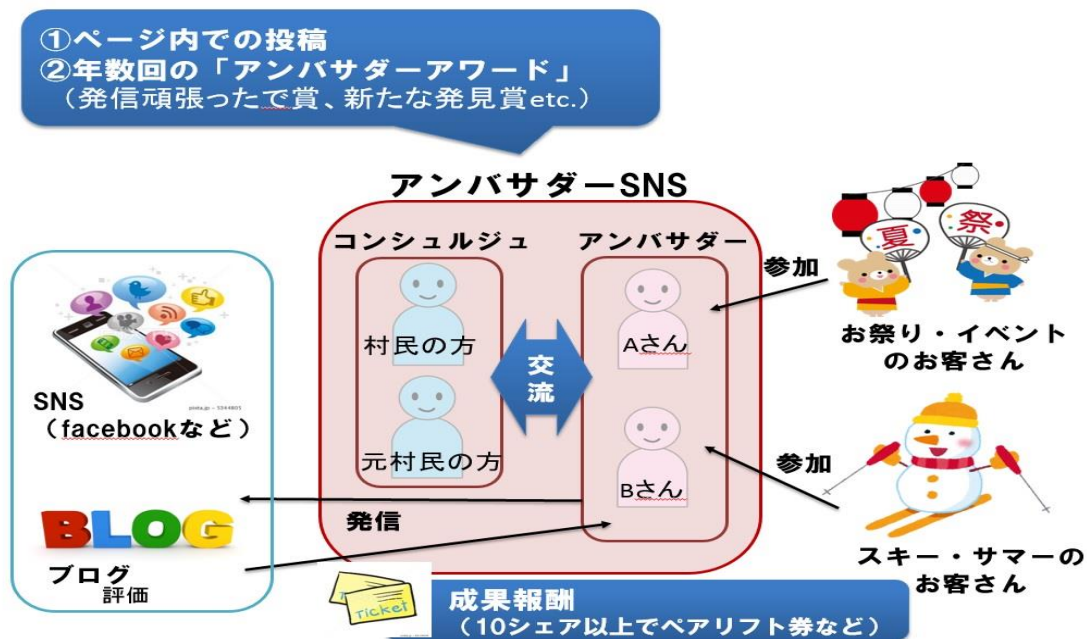 ①ページ内での投稿
②年数回の「アンバサダーアワード」
（発信頑張ったで賞、新たな発見賞etc.）
アンバサダーSNS
コンシュルジュ
アンバサダー
村民の方
元村民の方
交流
Aさん
Bさん
参加
夏
祭
お祭り・イベント
のお客さん
参加
スキー・サマーの
お客さん
SNS
（facebookなど）
BLOG
ブログ
評価
発信
Ticket
成果報酬
（10シェア以上でペアリフト券など）